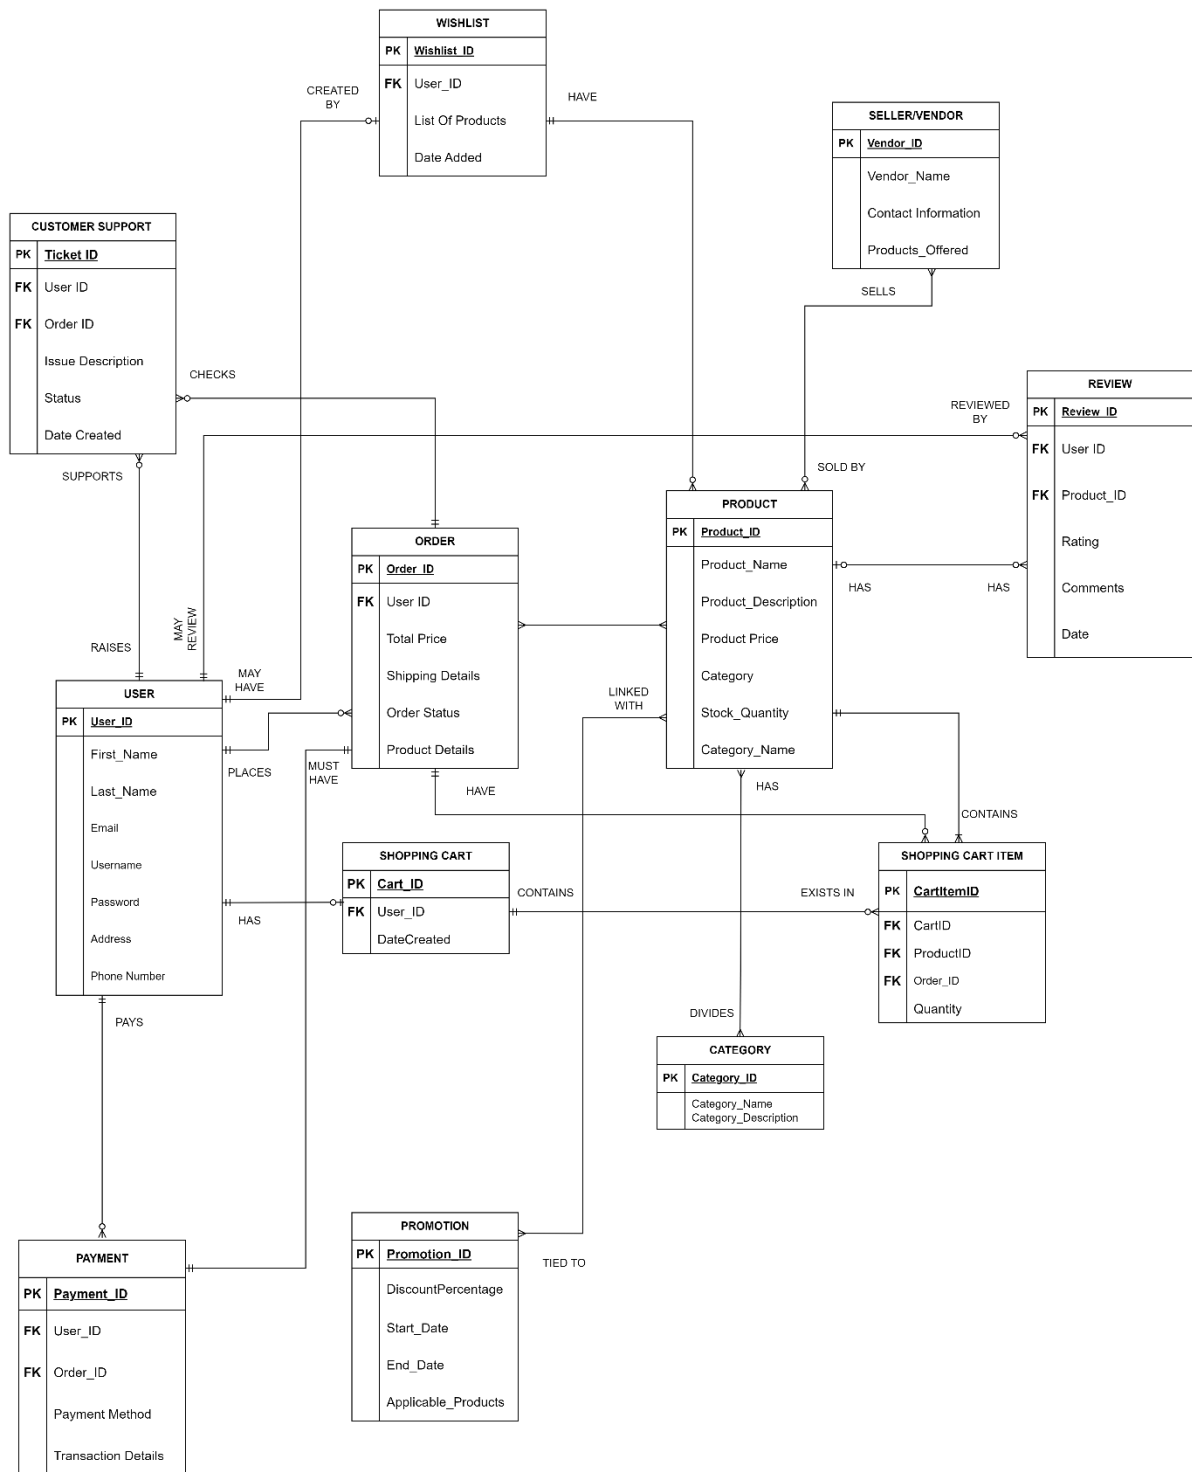 WISHLIST
PK Wishlist_ID
FK User_ID
List Of Products
Date Added
CREATED
BY
HAVE
SELLER/VENDOR
PK Vendor_ID
Vendor_Name
Contact Information
Products_Offered
SELLS
CUSTOMER SUPPORT
PK Ticket ID
FK User ID
FK Order ID
Issue Description
Status
Date Created
CHECKS
SUPPORTS
RAISES
REVIEWED
BY
REVIEW
PK Review_ID
FK User ID
FK Product_ID
Rating
Comments
Date
SOLD BY
PRODUCT
PK Product_ID
Product_Name
Product_Description
Product Price
Category
Stock_Quantity
Category_Name
HAS
HAS
ORDER
PK Order_ID
FK User ID
Total Price
Shipping Details
Order Status
Product Details
MAY
REVIEW
MAY
HAVE
LINKED
WITH
USER
PK User_ID
First_Name
Last_Name
Email
Username
Password
Address
Phone Number
PLACES
MUST
HAVE
HAVE
HAS
CONTAINS
SHOPPING CART
PK Cart_ID
FK User_ID
DateCreated
HAS
CONTAINS
EXISTS IN
SHOPPING CART ITEM
PK CartItemID
FK CartID
FK ProductID
FK Order_ID
Quantity
PAYS
DIVIDES
CATEGORY
PK Category_ID
Category_Name
Category_Description
PAYMENT
PK Payment_ID
FK User_ID
FK Order_ID
Payment Method
Transaction Details
PROMOTION
PK Promotion_ID
DiscountPercentage
Start_Date
End_Date
Applicable_Products
TIED TO